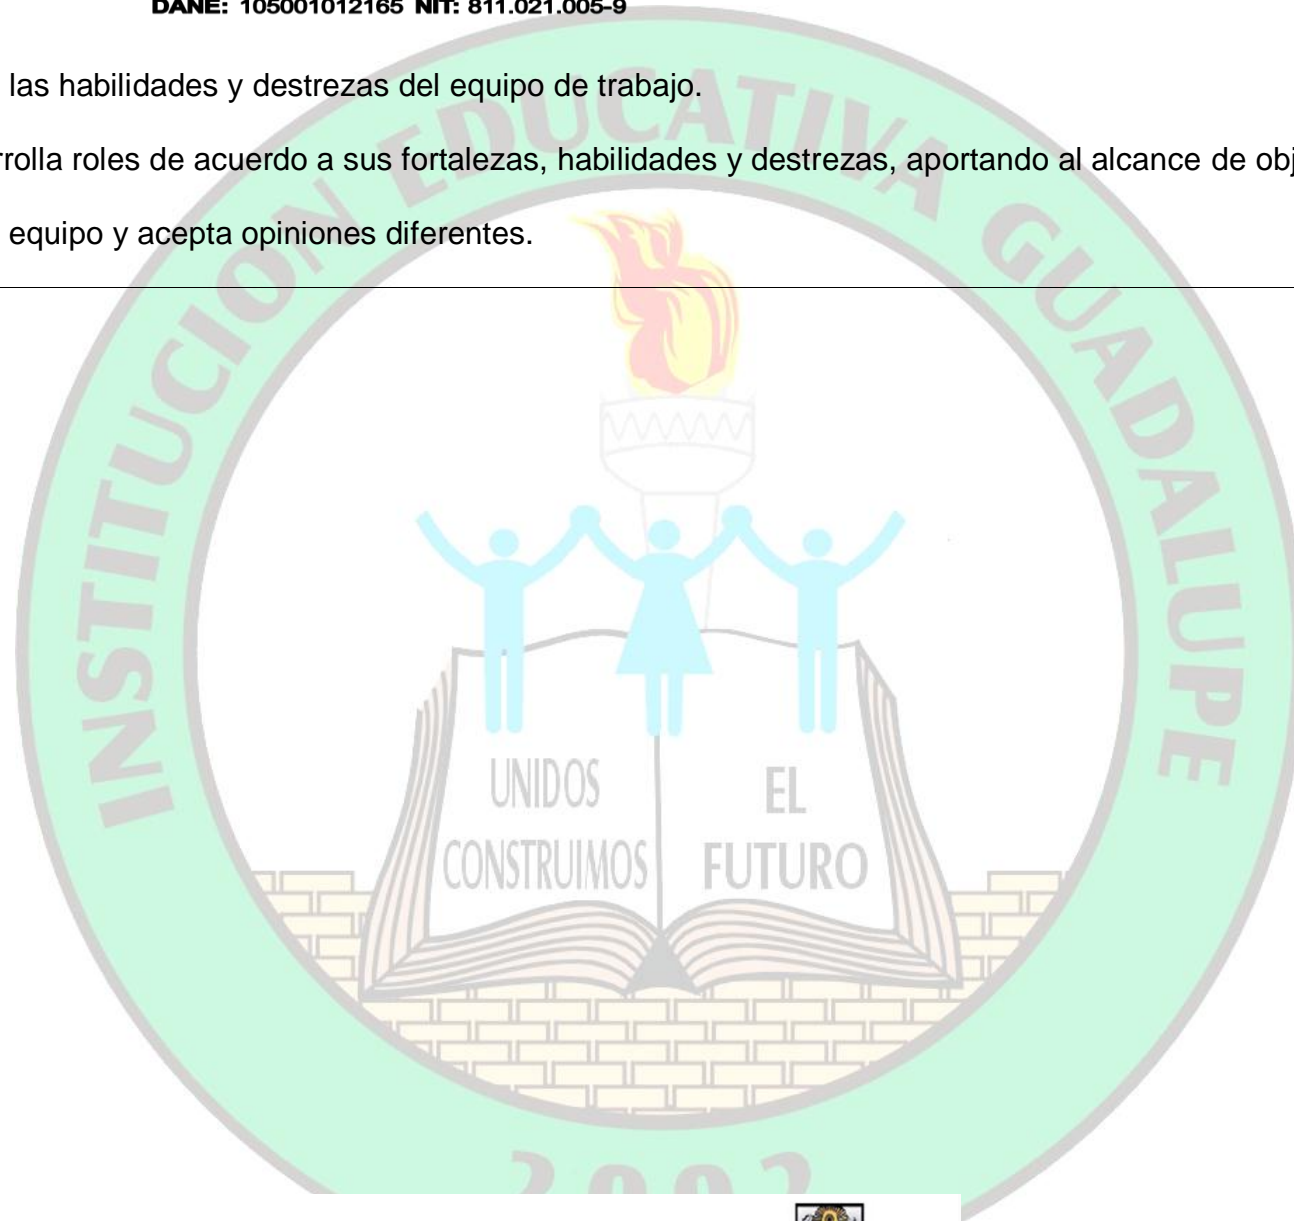 DANE: 105001012165 NIT: 811.021.005-9
las habilidades y destrezas del equipo de trabajo.
rrolla roles de acuerdo a sus fortalezas, habilidades y destrezas, aportando al alcance de obj
equipo y acepta opiniones diferentes.
INSTITUCION EDUCATIVA GUADALUPE
UNIDOS
CONSTRUIMOS
EL
FUTURO
2002